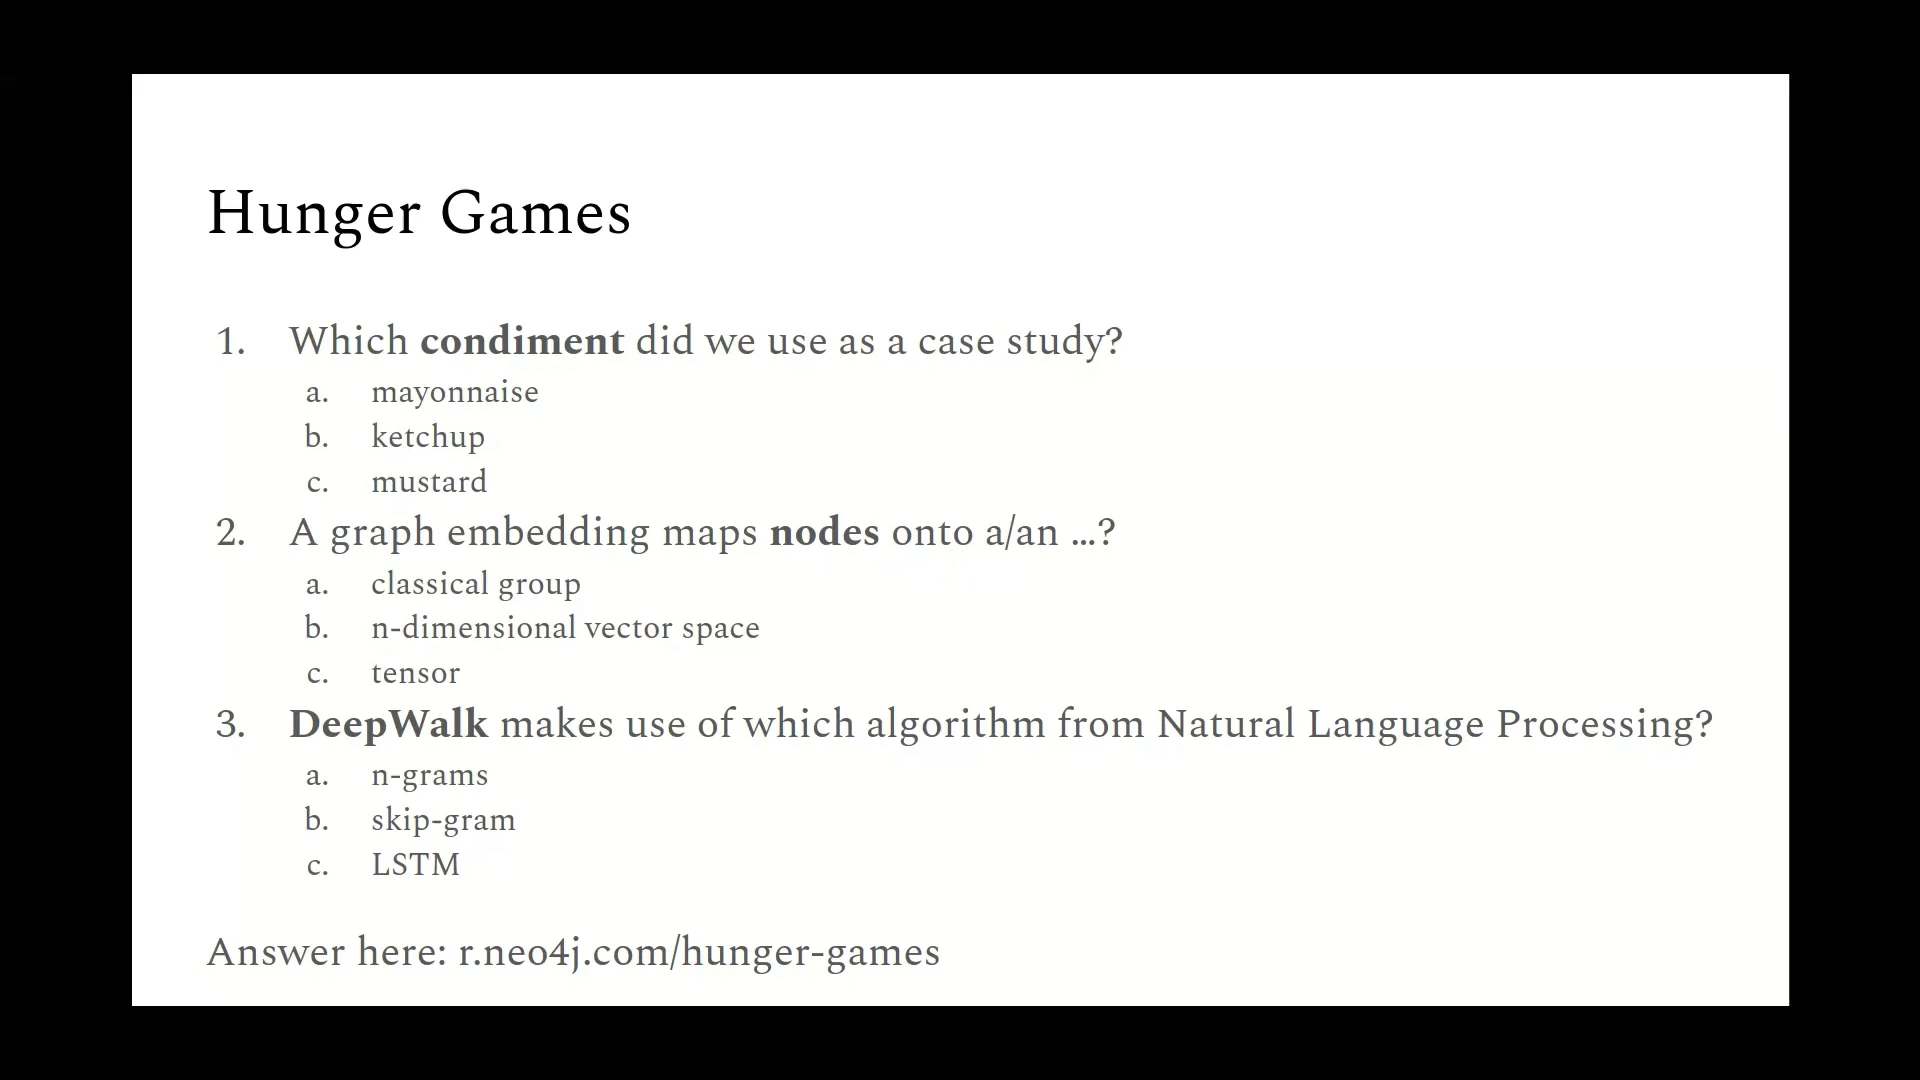 Hunger Games
1. Which condiment did we use as a case study?
a. mayonnaise
b. ketchup
c. mustard
2. A graph embedding maps nodes onto a/an ...?
a. classical group
b. n-dimensional vector space
c. tensor
3. DeepWalk makes use of which algorithm from Natural Language Processing?
a. n-grams
b. skip-gram
c. LSTM
Answer here: r.neo4j.com/hunger-games